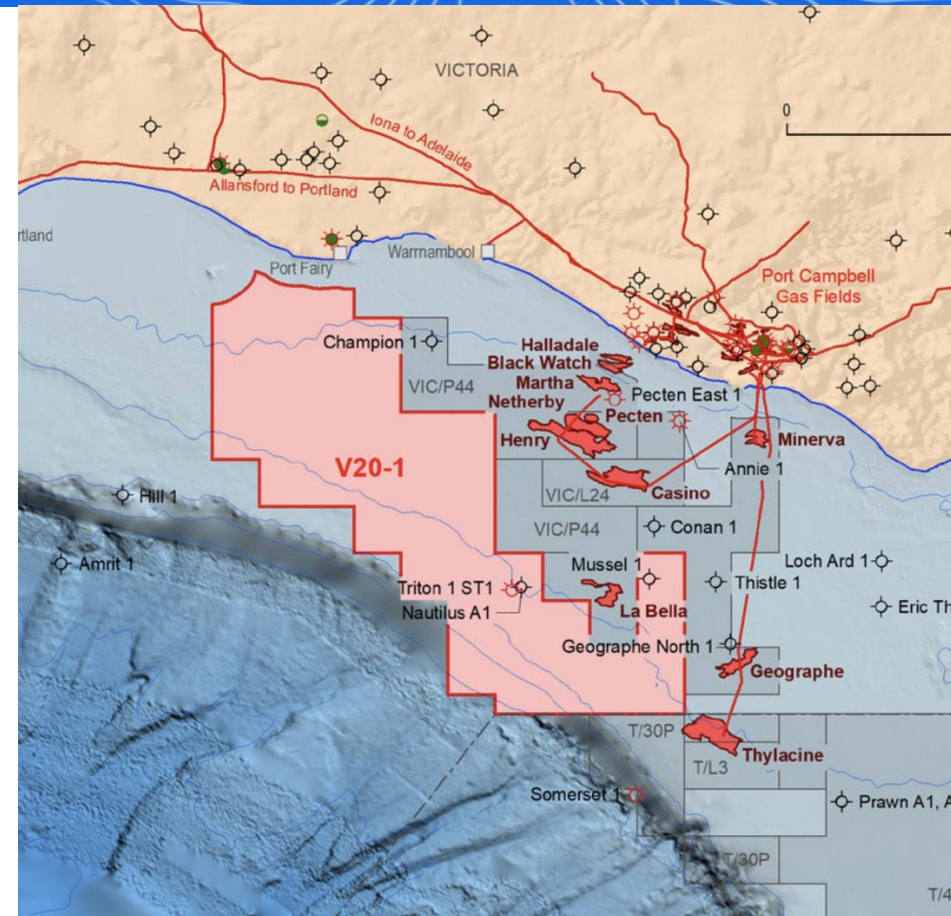 VICTORIA
0
Iona to Adelaide
Allansford to Portland
rtland
Port Fairy
Warrnambool
Port Campbell
Gas Fields
Champion 1
Halladale
Black Watch
Martha
Netherby
VIC/P44
Pecten East 1
Pecten
Henry
Minerva
Annie 1
V20-1
Casino
VIC/L24
Hill 1
VIC/P44
Conan 1
Amrit 1
Mussel 1
Loch Ard 1
Triton 1 ST1
Thistle 1
Nautilus A1
La Bella
Eric Th
Geographe North 1
Geographe
T/30P
Thylacine
T/L3
Somerset 1
Prawn A1, A
T/30P
T/4